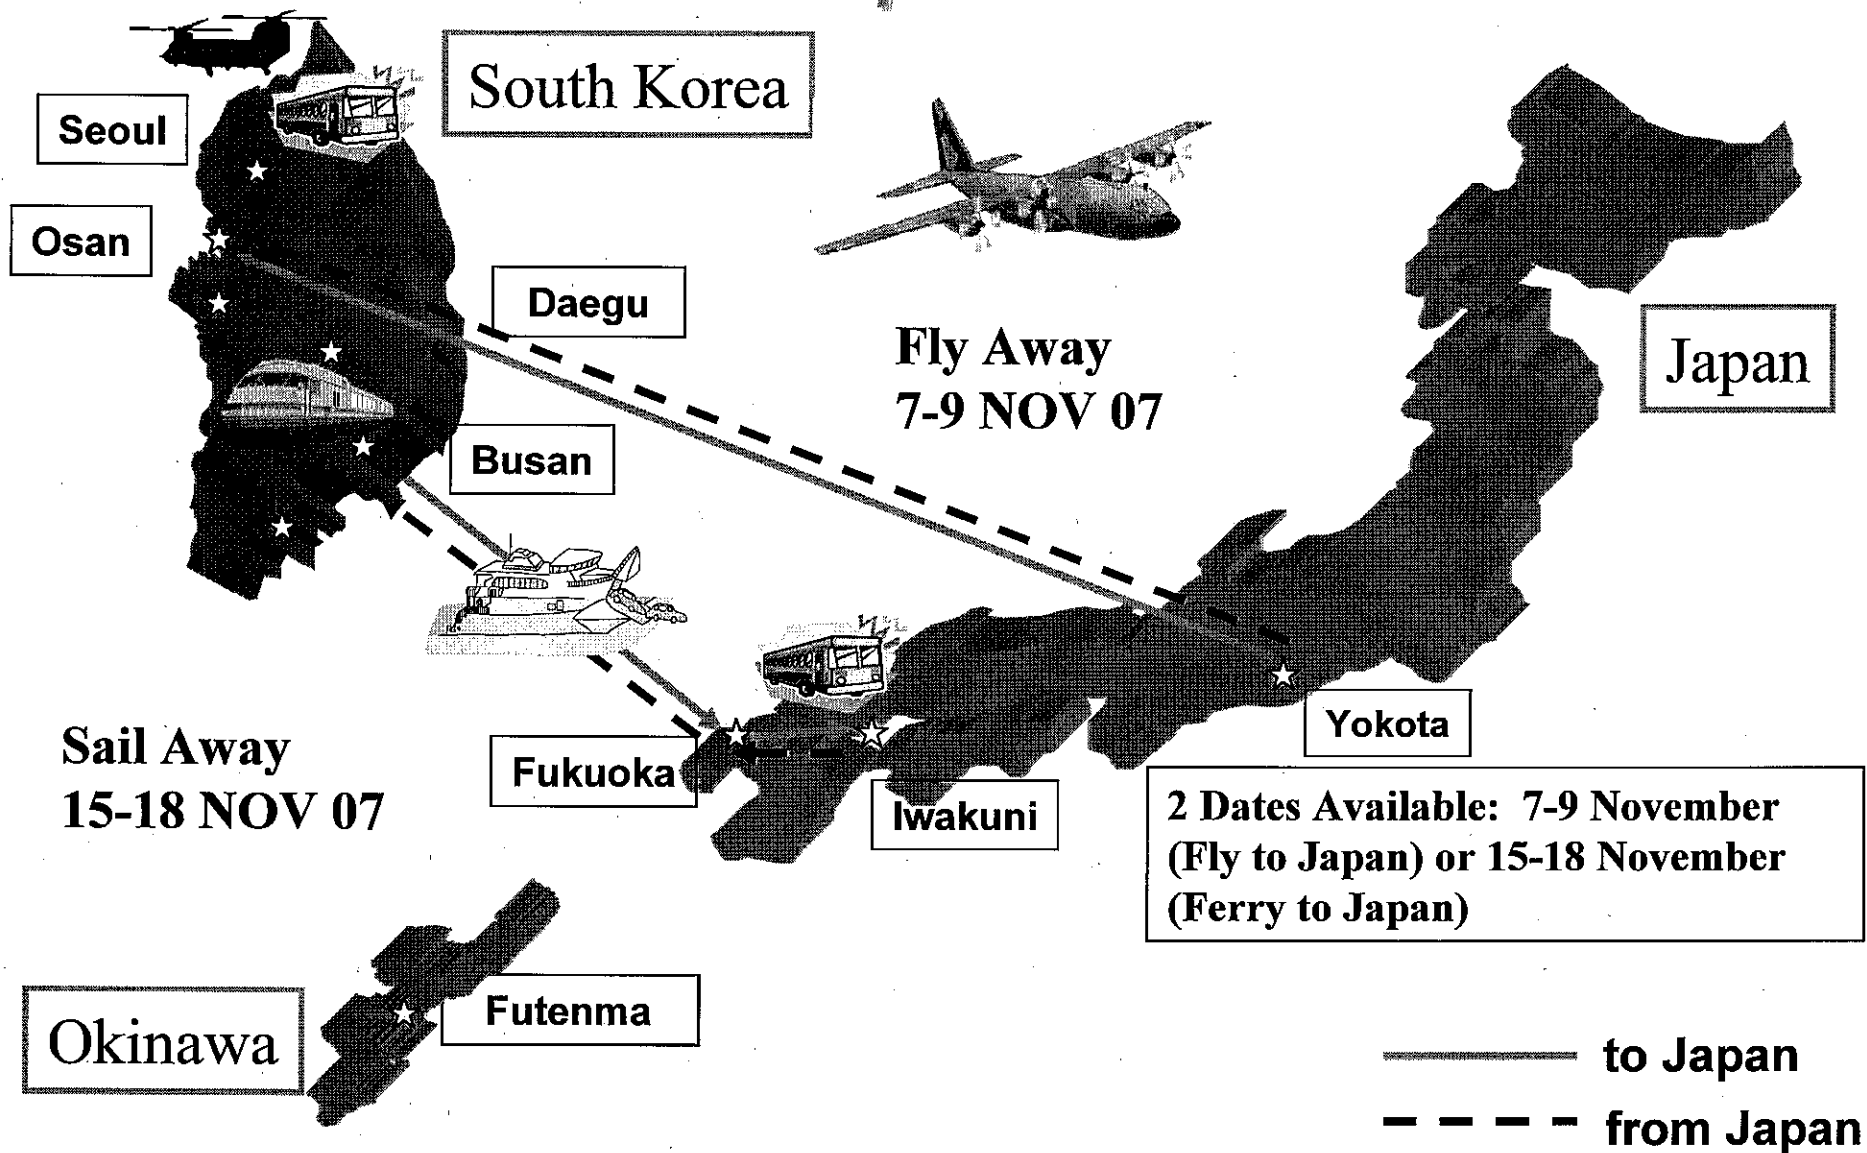 South Korea
Seoul
Osan
Daegu
Fly Away
7-9 NOV 07
Japan
Busan
Yokota
Sail Away
15-18 NOV 07
Fukuoka
Iwakuni
2 Dates Available:  7-9 November
(Fly to Japan) or 15-18 November
(Ferry to Japan)
Futenma
Okinawa
to Japan
from Japan